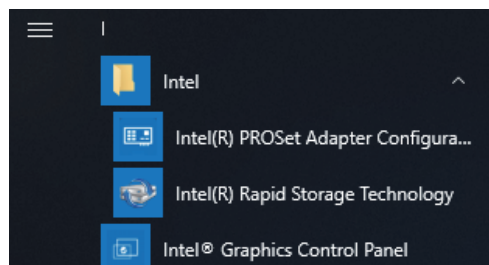 I
Intel
Intel(R) PROSet Adapter Configura...
Intel(R) Rapid Storage Technology
Intel® Graphics Control Panel